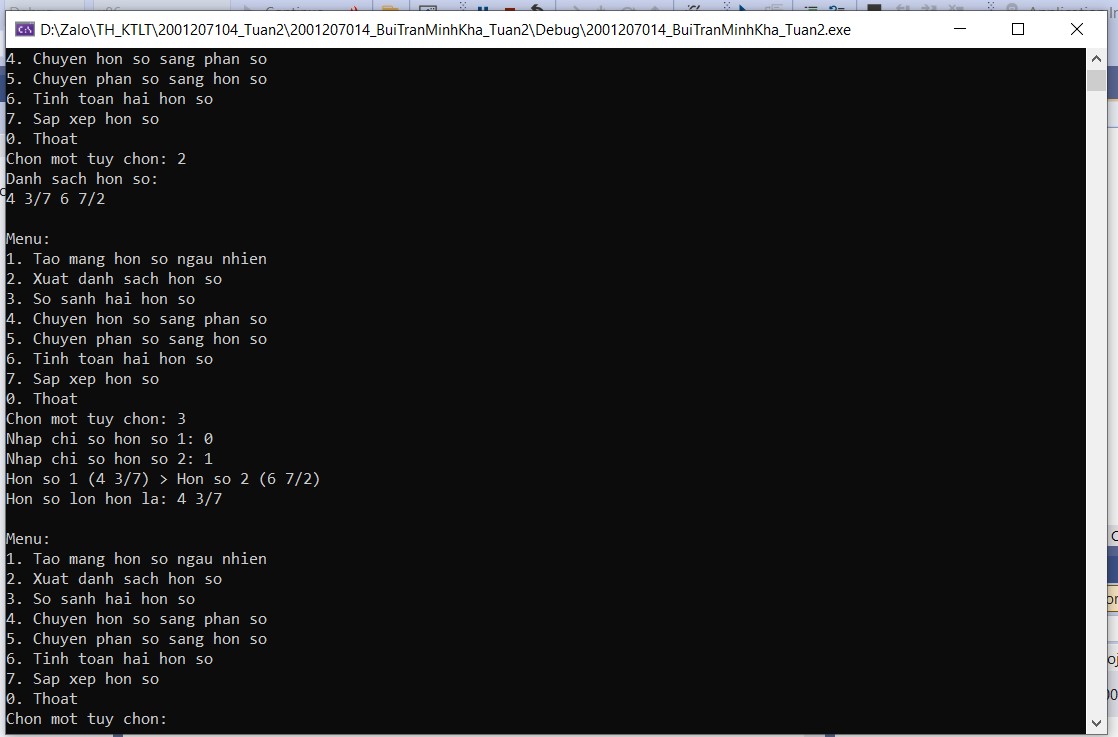 D:\Zalo\TH_KTLT\2001207104_Tuan2\2001207014_BuiTranMinhKha_Tuan2\Debug\2001207014_BuiTranMinhKha_Tuan2.exe
4. Chuyen hon so sang phan so
5. Chuyen phan so sang hon so
6. Tinh toan hai hon so
7. Sap xep hon so
0. Thoat
Chon mot tuy chon: 2
Danh sach hon so:
4 3/7 6 7/2
Menu:
1. Tao mang hon so ngau nhien
2. Xuat danh sach hon so
3. So sanh hai hon so
4. Chuyen hon so sang phan so
5. Chuyen phan so sang hon so
6. Tinh toan hai hon so
7. Sap xep hon so
0. Thoat
Chon mot tuy chon: 3
Nhap chi so hon so 1: 0
Nhap chi so hon so 2: 1
Hon so 1 (4 3/7) > Hon so 2 (6 7/2)
Hon so lon hon la: 4 3/7
Menu:
1. Tao mang hon so ngau nhien
2. Xuat danh sach hon so
3. So sanh hai hon so
4. Chuyen hon so sang phan so
5. Chuyen phan so sang hon so
6. Tinh toan hai hon so
7. Sap xep hon so
0. Thoat
Chon mot tuy chon: